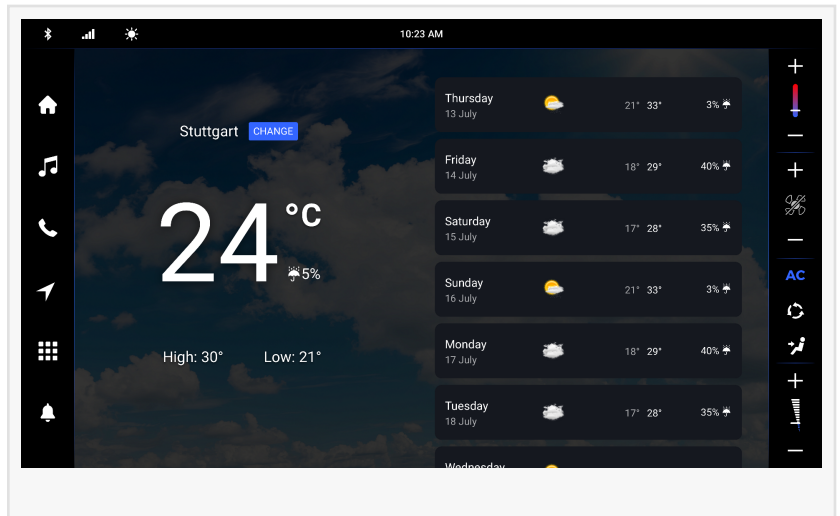 10:23 AM
Stuttgart CHANGE
24 °C
5%
High: 30° Low: 21°
Thursday
13 July
21° 33° 3%
Friday
14 July
18° 29° 40%
Saturday
15 July
17° 28° 35%
Sunday
16 July
21° 33° 3%
Monday
17 July
18° 29° 40%
Tuesday
18 July
17° 28° 35%
Wednesday
AC